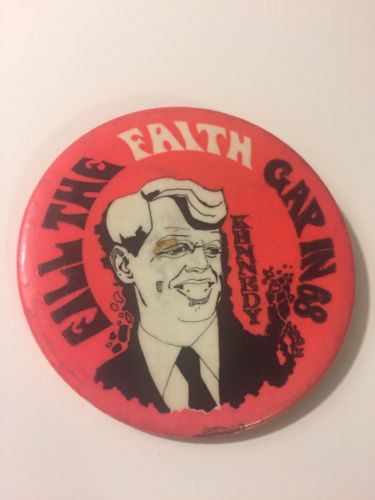 FILL THE FAITH GAP IN 68
KENNEDY